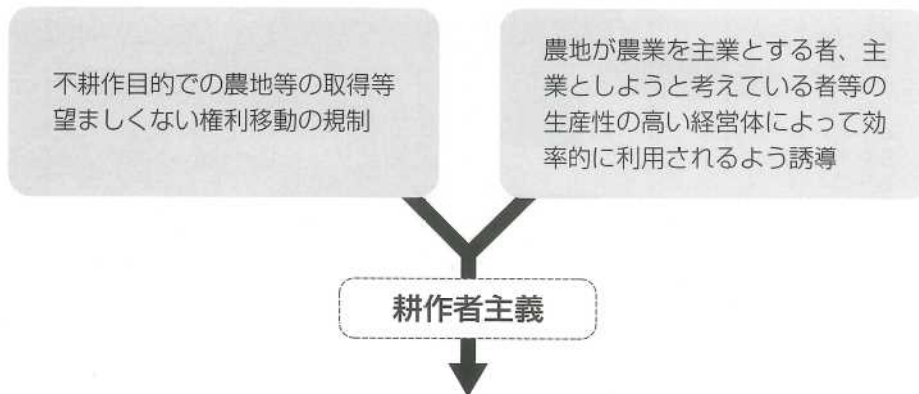 不耕作目的での農地等の取得等
望ましくない権利移動の規制
農地が農業を主業とする者、主
業としようと考えている者等の
生産性の高い経営体によって効
率的に利用されるよう誘導
耕作者主義